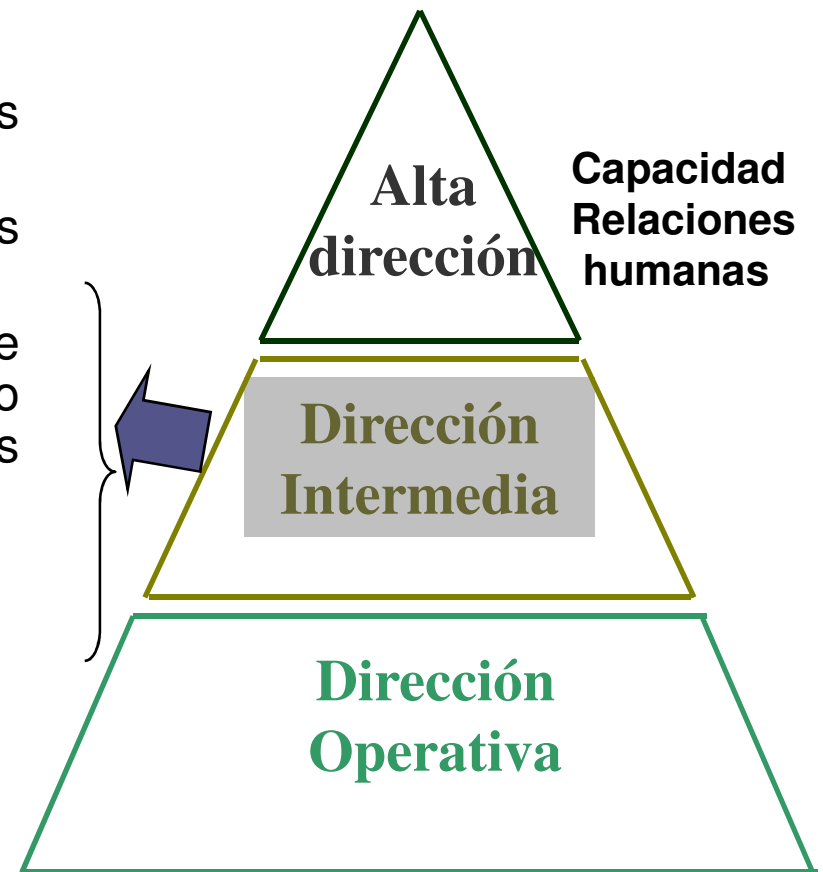 Alta
dirección
Capacidad
Relaciones
humanas
Dirección
Intermedia
Dirección
Operativa